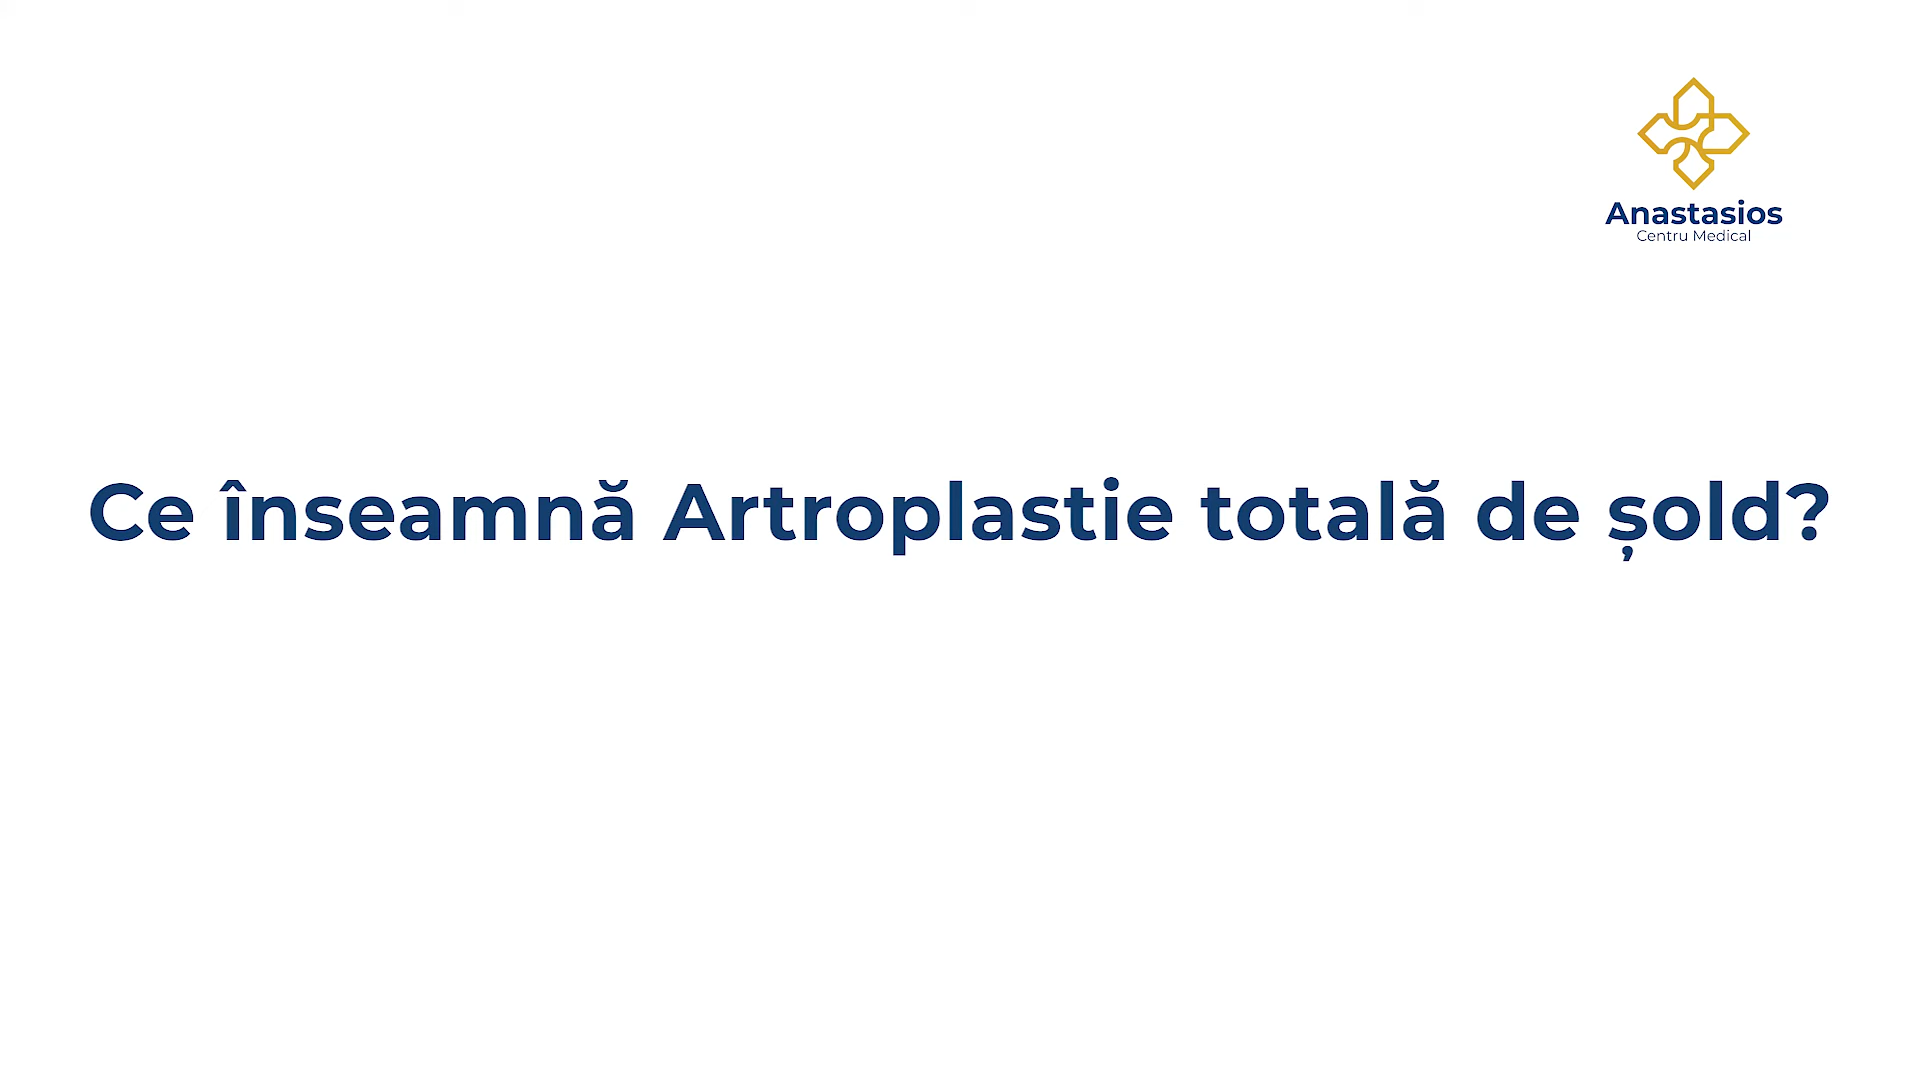 Anastasios
Centru Medical
Ce înseamnă Artroplastie totală de șold?